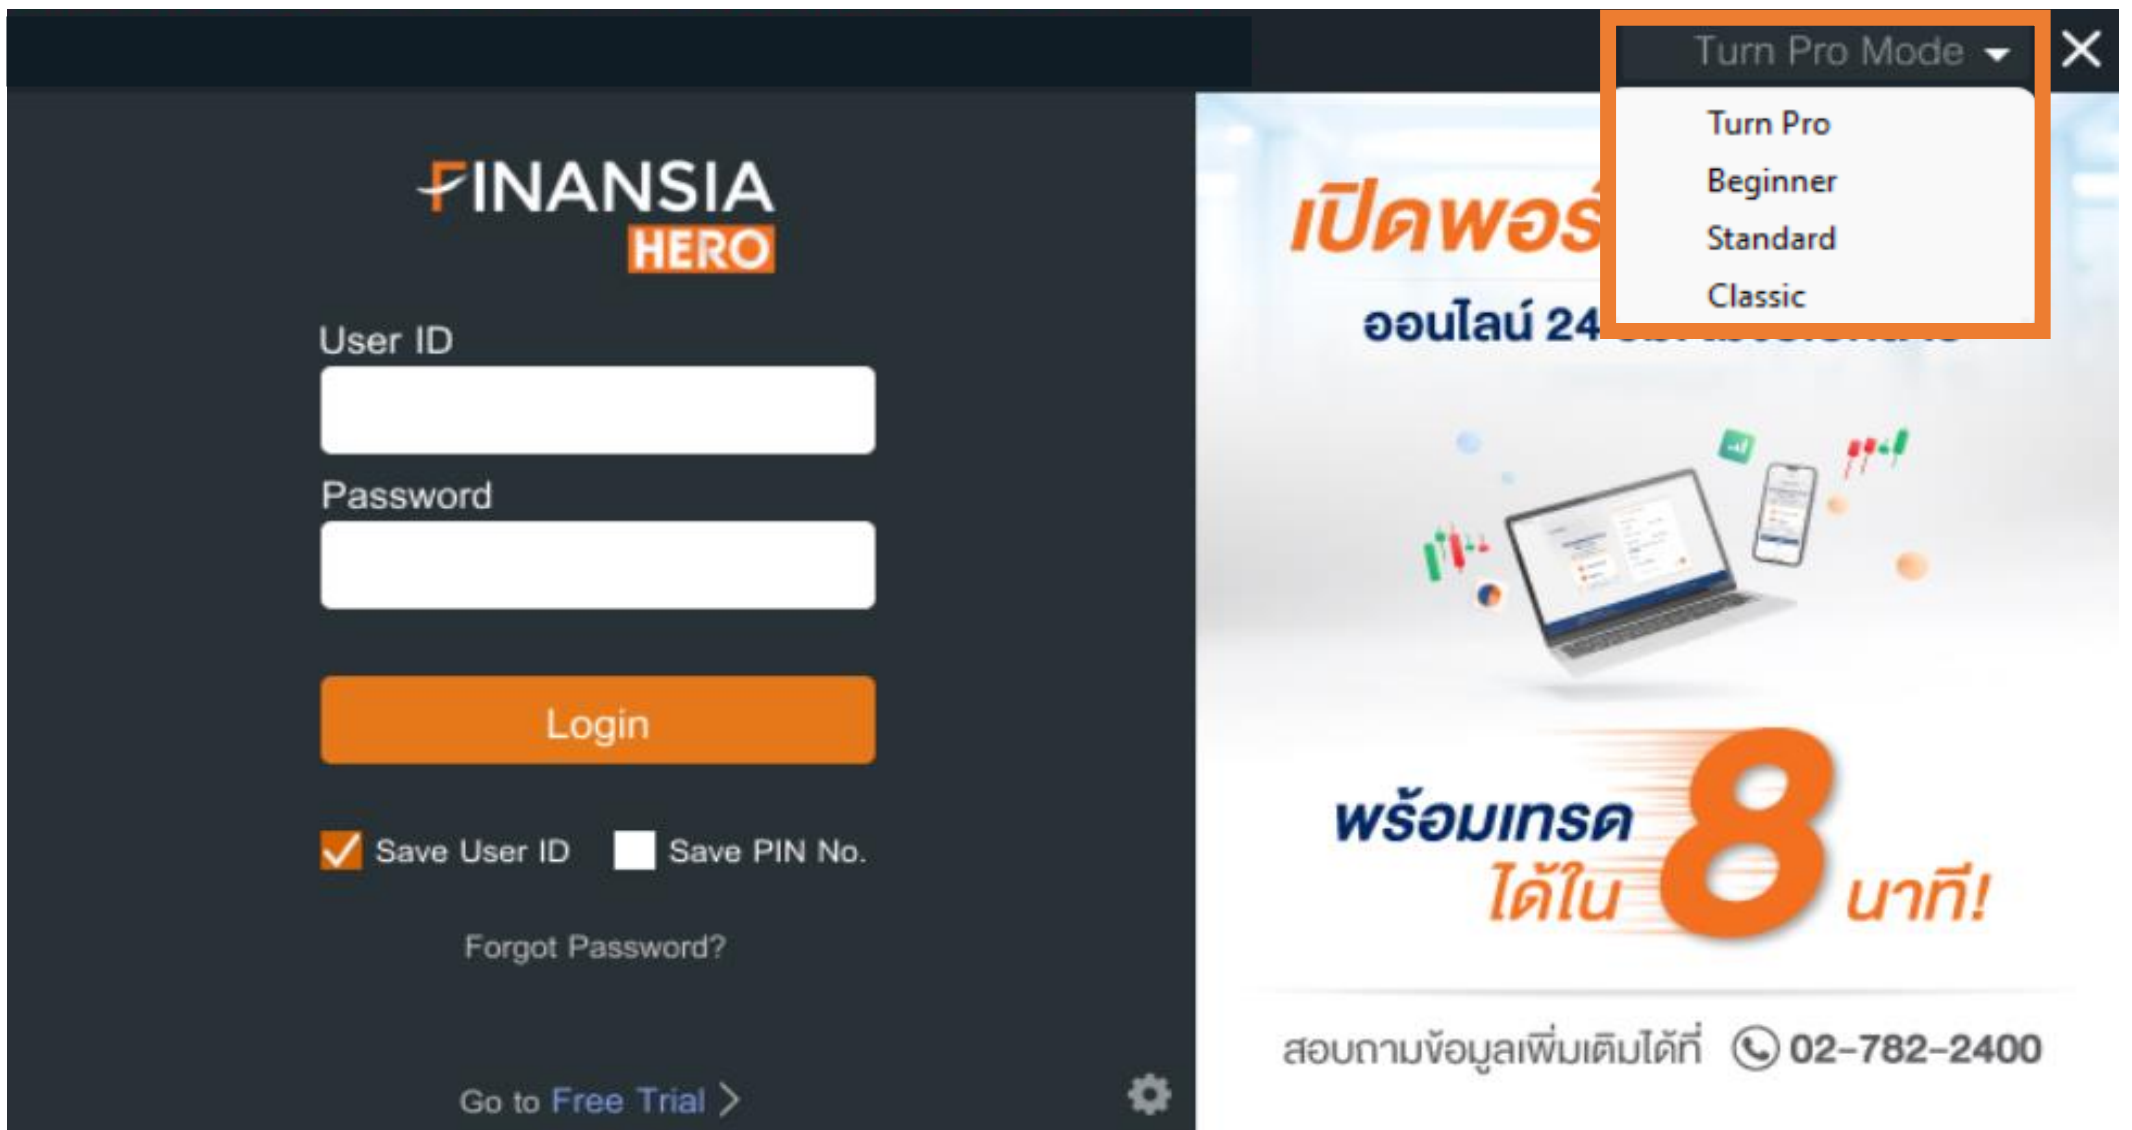 Turn Pro Mode
Turn Pro
Beginner
Standard
Classic
FINANSIA
HERO
User ID
Password
Login
Save User ID
Save PIN No.
Forgot Password?
Go to Free Trial >
เปิดพอร์
ออนไลน์ 24
พร้อมเทรด
ได้ใน 8 นาที!
สอบถามข้อมูลเพิ่มเติมได้ที่ 02-782-2400